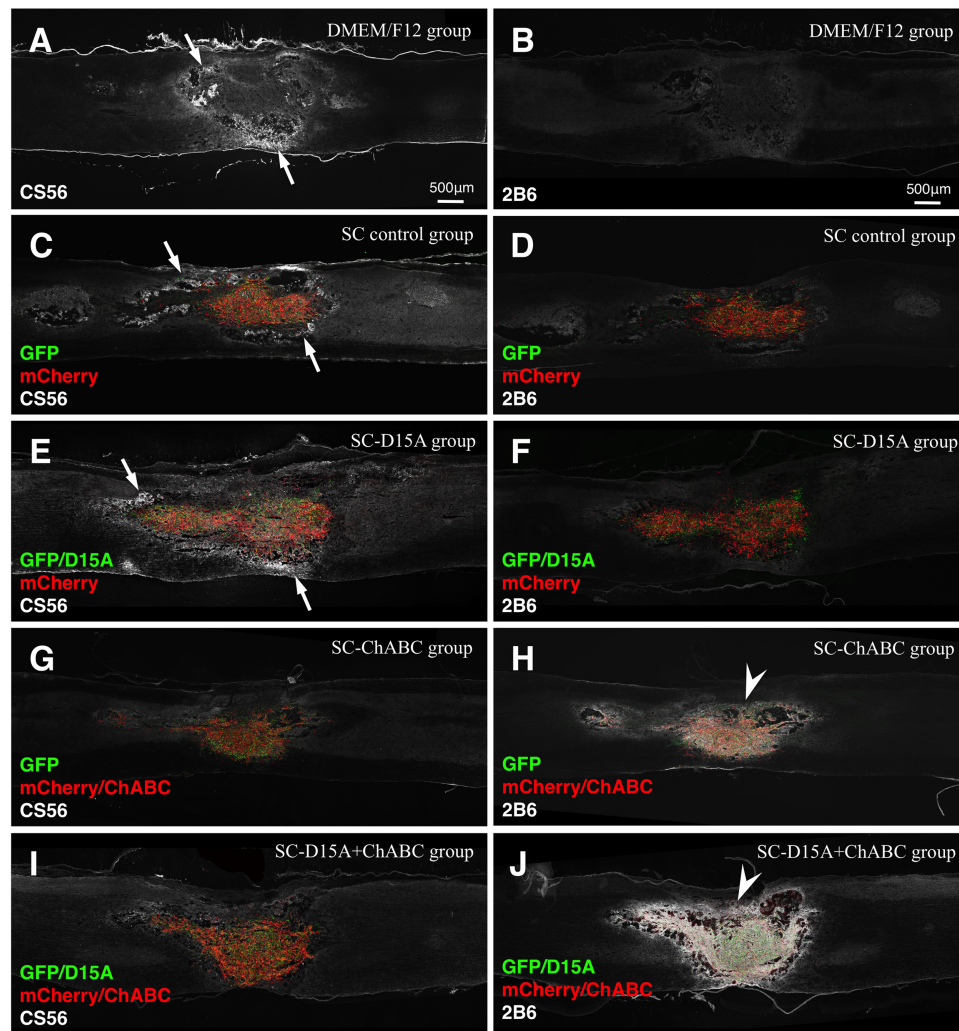 A
DMEM/F12 group
CS56
500μm
B
DMEM/F12 group
2B6
500μm
C
SC control group
GFP
mCherry
CS56
D
SC control group
GFP
mCherry
2B6
E
SC-D15A group
GFP/D15A
mCherry
CS56
F
SC-D15A group
GFP/D15A
mCherry
2B6
G
SC-ChABC group
GFP
mCherry/ChABC
CS56
H
SC-ChABC group
GFP
mCherry/ChABC
2B6
I
SC-D15A+ChABC group
GFP/D15A
mCherry/ChABC
CS56
J
SC-D15A+ChABC group
GFP/D15A
mCherry/ChABC
2B6